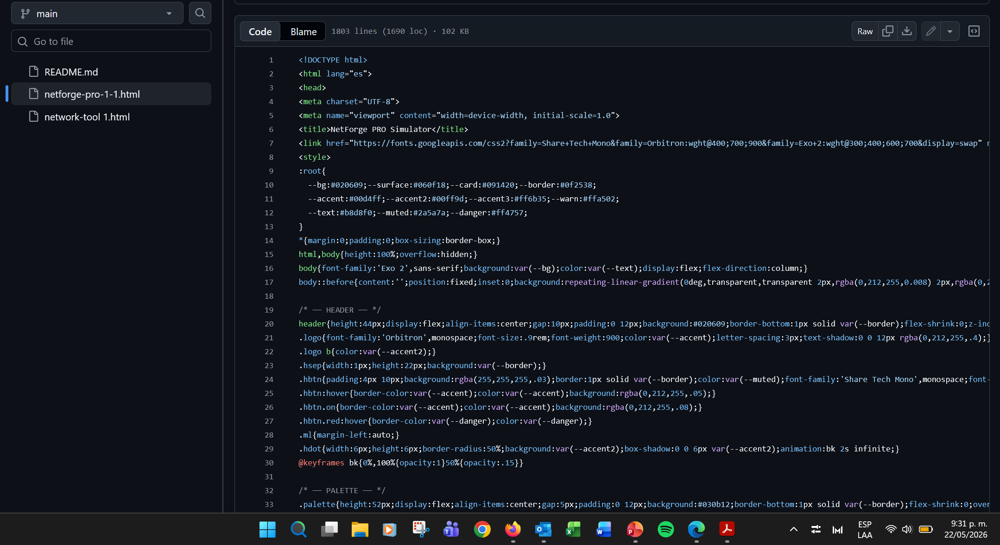 main
Go to file
README.md
netforge-pro-1-1.html
network-tool 1.html
Code Blame 1803 lines (1690 loc) · 102 KB Raw
1 <!DOCTYPE html>
2 <html lang="es">
3 <head>
4 <meta charset="UTF-8">
5 <meta name="viewport" content="width=device-width, initial-scale=1.0">
6 <title>NetForge PRO Simulator</title>
7 <link href="https://fonts.googleapis.com/css2?family=Share+Tech+Mono&family=Orbitron:wght@400;700;900&family=Exo+2:wght@300;400;600;700&display=swap"
8 <style>
9 :root{
10 --bg:#020609;--surface:#060f18;--card:#091420;--border:#0f2538;
11 --accent:#00d4ff;--accent2:#00ff9d;--accent3:#ff6b35;--warn:#ffa502;
12 --text:#b8d8f0;--muted:#2a5a7a;--danger:#ff4757;
13 }
14 *{margin:0;padding:0;box-sizing:border-box;}
15 html,body{height:100%;overflow:hidden;}
16 body{font-family:'Exo 2',sans-serif;background:var(--bg);color:var(--text);display:flex;flex-direction:column;}
17 body::before{content:'';position:fixed;inset:0;background:repeating-linear-gradient(0deg,transparent,transparent 2px,rgba(0,212,255,0.008) 2px,rgba(0,2
18
19 /* — HEADER — */
20 header{height:44px;display:flex;align-items:center;gap:10px;padding:0 12px;background:#020609;border-bottom:1px solid var(--border);flex-shrink:0;z-ind
21 .logo{font-family:'Orbitron',monospace;font-size:.9rem;font-weight:900;color:var(--accent);letter-spacing:3px;text-shadow:0 0 12px rgba(0,212,255,.4);}
22 .logo b{color:var(--accent2);}
23 .hsep{width:1px;height:22px;background:var(--border);}
24 .hbtn{padding:4px 10px;background:rgba(255,255,255,.03);border:1px solid var(--border);color:var(--muted);font-family:'Share Tech Mono',monospace;font-
25 .hbtn:hover{border-color:var(--accent);color:var(--accent);background:rgba(0,212,255,.05);}
26 .hbtn.on{border-color:var(--accent);color:var(--accent);background:rgba(0,212,255,.08);}
27 .hbtn.red:hover{border-color:var(--danger);color:var(--danger);}
28 .ml{margin-left:auto;}
29 .hdot{width:6px;height:6px;border-radius:50%;background:var(--accent2);box-shadow:0 0 6px var(--accent2);animation:bk 2s infinite;}
30 @keyframes bk{0%,100%{opacity:1}50%{opacity:.15}}
31
32 /* — PALETTE — */
33 .palette{height:52px;display:flex;align-items:center;gap:5px;padding:0 12px;background:#030b12;border-bottom:1px solid var(--border);flex-shrink:0;over
ESP
LAA
9:31 p. m.
22/05/2026